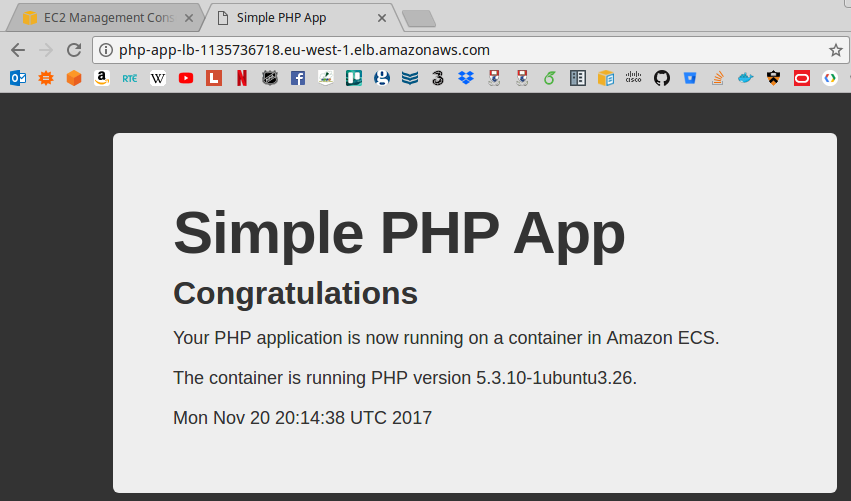 EC2 Management Cons
Simple PHP App
php-app-lb-1135736718.eu-west-1.elb.amazonaws.com
RTÉ
W
L
N
cisco
Simple PHP App
Congratulations
Your PHP application is now running on a container in Amazon ECS.
The container is running PHP version 5.3.10-1ubuntu3.26.
Mon Nov 20 20:14:38 UTC 2017